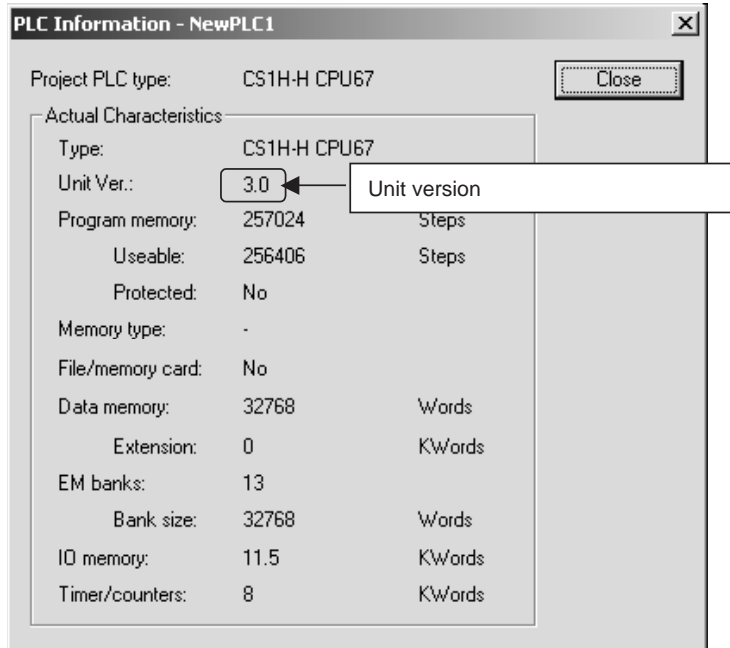 PLC Information - NewPLC1
Project PLC type: CS1H-H CPU67 Close
Actual Characteristics
Type: CS1H-H CPU67
Unit Ver.: 3.0 Unit version
Program memory: 257024 Steps
Useable: 256406 Steps
Protected: No
Memory type: -
File/memory card: No
Data memory: 32768 Words
Extension: 0 KWords
EM banks: 13
Bank size: 32768 Words
IO memory: 11.5 KWords
Timer/counters: 8 KWords